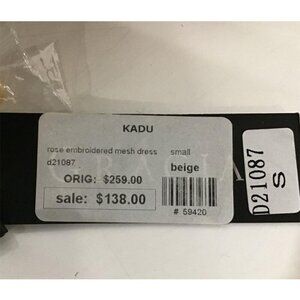 KADU
rose embroidered mesh dress small
d21087 beige
ORIG: $259.00
sale: $138.00
# 59420
D21087
S